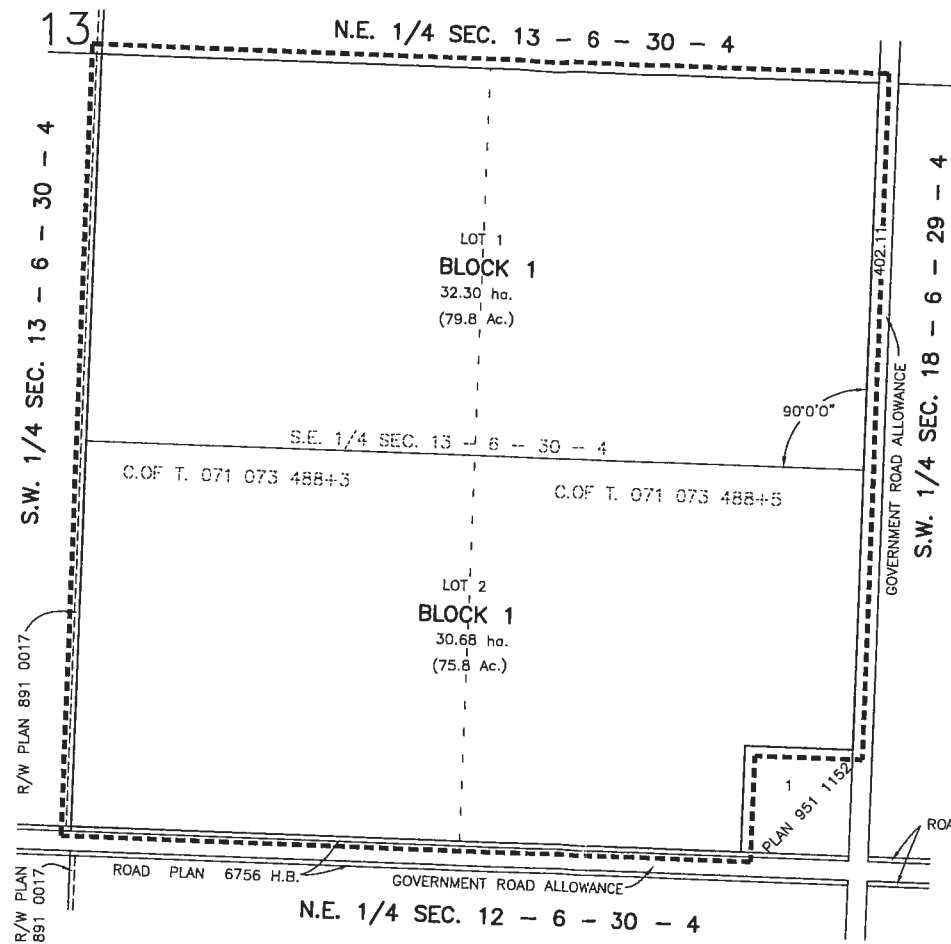 13
N.E. 1/4 SEC. 13 - 6 - 30 - 4
S.W. 1/4 SEC. 13 - 6 - 30 - 4
LOT 1
BLOCK 1
32.30 ha.
(79.8 Ac.)
402.11
S.W. 1/4 SEC. 18 - 6 - 29 - 4
GOVERNMENT ROAD ALLOWANCE
90°0'0"
S.E. 1/4 SEC. 13 - 6 - 30 - 4
C.OF T. 071 073 488+3
C.OF T. 071 073 488+5
LOT 2
BLOCK 1
30.68 ha.
(75.8 Ac.)
R/W PLAN 891 0017
1
PLAN 951 1152
ROA
R/W PLAN
891 0017
ROAD PLAN 6756 H.B.
GOVERNMENT ROAD ALLOWANCE
N.E. 1/4 SEC. 12 - 6 - 30 - 4